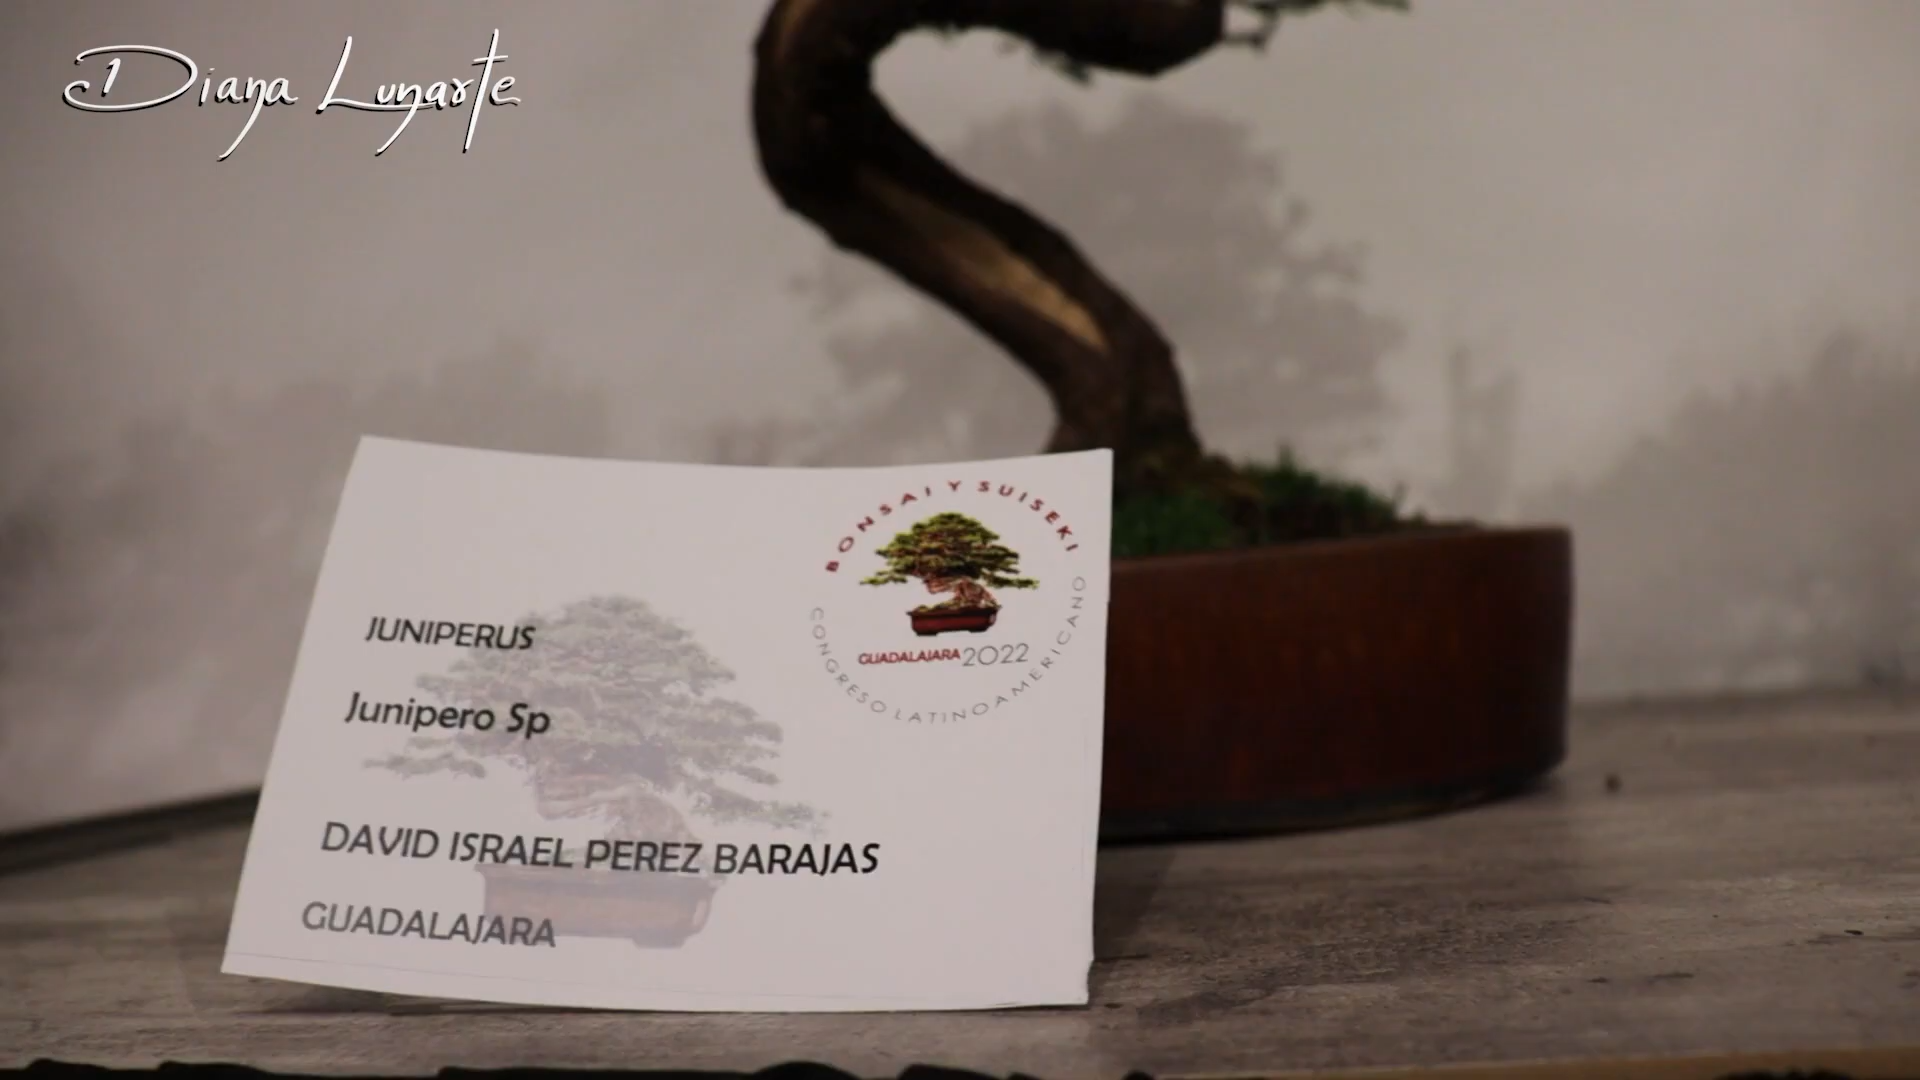 Diana Lunarte
BONSAI Y SUISEKI
GUADALAJARA 2022
CONGRESO LATINOAMERICANO
JUNIPERUS
Junipero Sp
DAVID ISRAEL PEREZ BARAJAS
GUADALAJARA